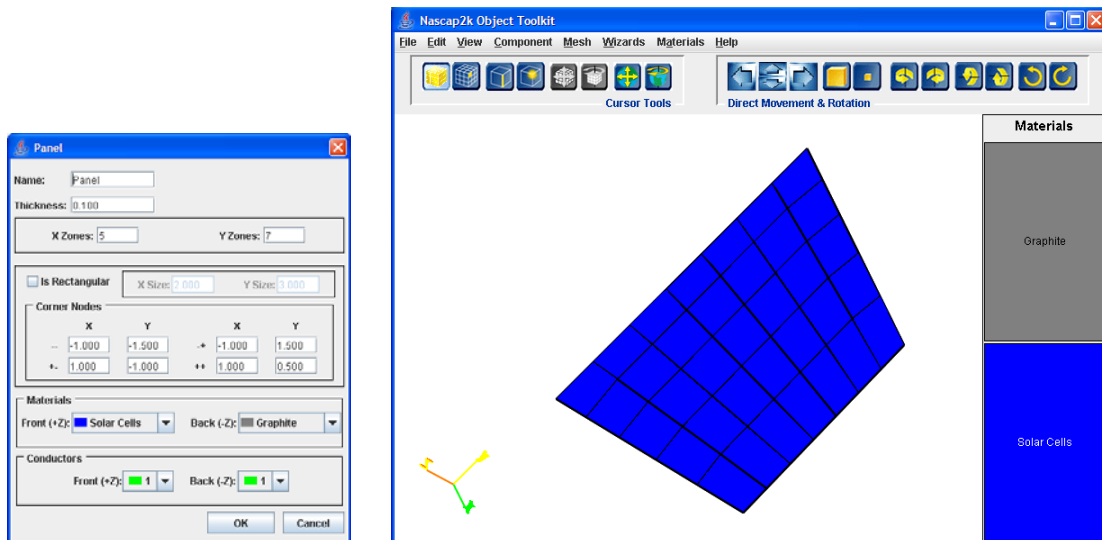 Panel
Name: Panel
Thickness: 0.100
X Zones: 5 Y Zones: 7
Is Rectangular X Size: 2.000 Y Size: 3.000
Corner Nodes
X Y X Y
-- -1.000 -1.500 -+ -1.000 1.500
+- 1.000 -1.000 ++ 1.000 0.500
Materials
Front (+Z): Solar Cells Back (-Z): Graphite
Conductors
Front (+Z): 1 Back (-Z): 1
OK Cancel
Nascap2k Object Toolkit
File Edit View Component Mesh Wizards Materials Help
Cursor Tools Direct Movement & Rotation
Materials
Graphite
Solar Cells